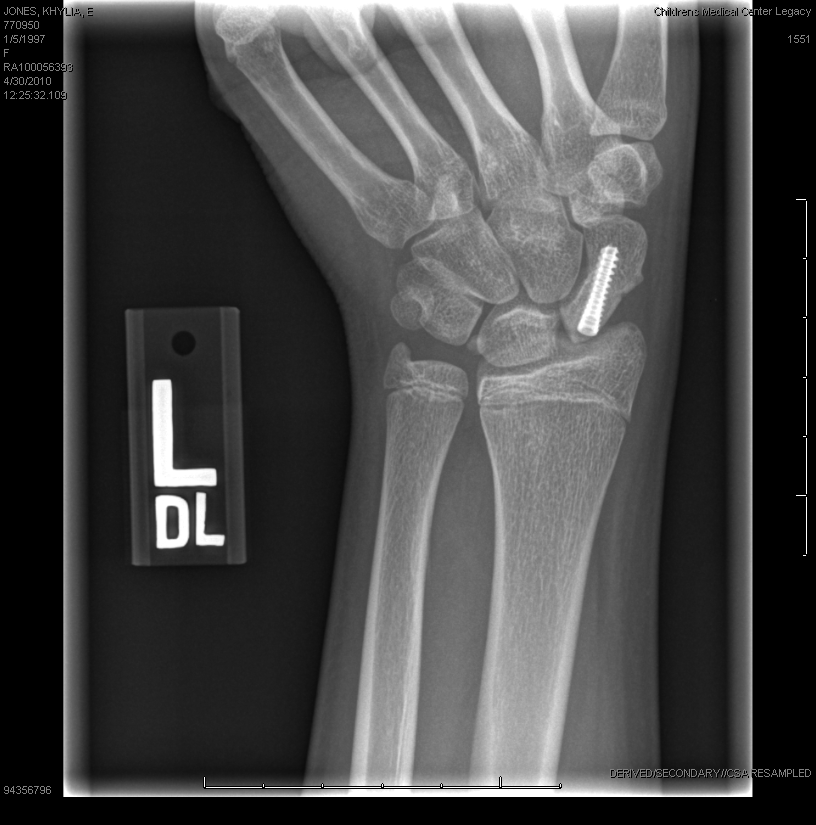 JONES, KHYLIA, E
770950
1/5/1997
F
RA100056393
4/30/2010
12:25:32.109
Childrens Medical Center Legacy
1551
L
DL
DERIVED/SECONDARY//CSA RESAMPLED
94356796